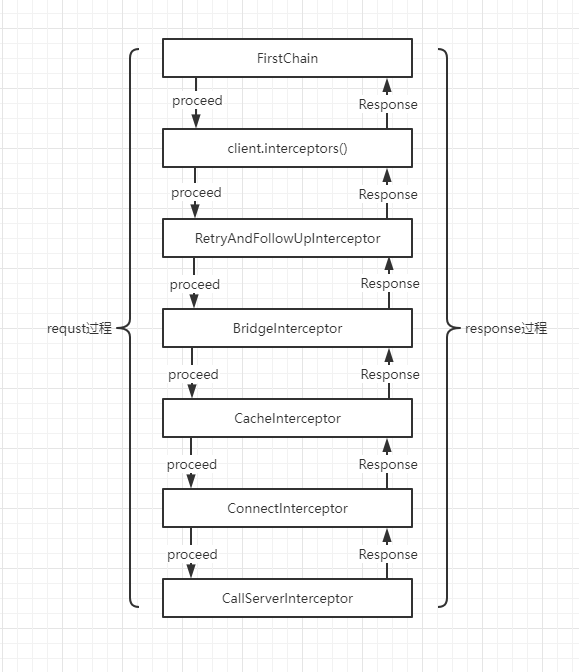 FirstChain
proceed
Response
client.interceptors()
proceed
Response
RetryAndFollowUpInterceptor
proceed
Response
requst过程
BridgeInterceptor
response过程
proceed
Response
CacheInterceptor
proceed
Response
ConnectInterceptor
proceed
Response
CallServerInterceptor